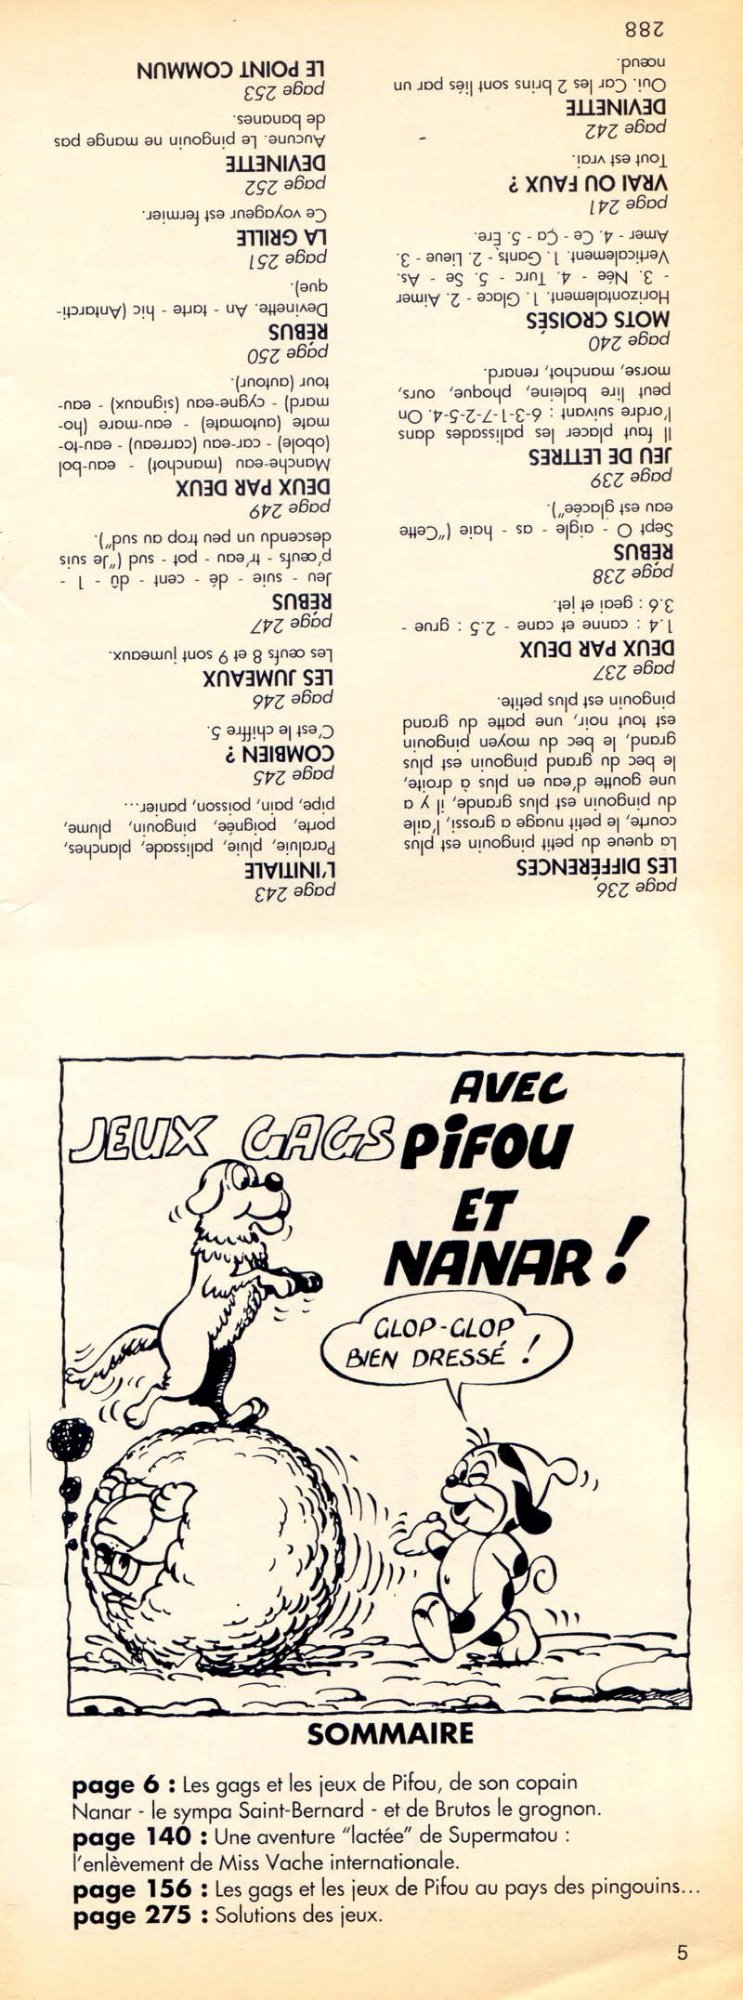 page 236
LES DIFFÉRENCES
La queue du petit pingouin est plus
courte, le petit nuage a grossi, l'aile
du pingouin est plus grande, il y a
une goutte d'eau en plus à droite,
le bec du grand pingouin est plus
grand, le bec du moyen pingouin
est tout noir, une patte du grand
pingouin est plus petite.
page 237
DEUX PAR DEUX
1.4 : canne et cane - 2.5 : grue -
3.6 : geai et jet.
page 238
RÉBUS
Sept O - aigle - as - haie ("Cette
eau est glacée").
page 239
JEU DE LETTRES
Il faut placer les palissades dans
l'ordre suivant : 6-3-1-7-2-5-4. On
peut lire baleine, phoque, ours,
morse, manchot, renard.
page 240
MOTS CROISÉS
Horizontalement. 1. Glace - 2. Aimer
- 3. Née - 4. Turc - 5. Se - As.
Verticalement. 1. Gants - 2. Lieue - 3.
Amer - 4. Ce - Ça - 5. Ere.
page 241
VRAI OU FAUX ?
Tout est vrai.
page 242
DEVINETTE
Oui. Car les 2 brins sont liés par un
nœud.
288
page 243
L'INITIALE
Parapluie, pluie, palissade, planches,
porte, poignée, pingouin, plume,
pipe, pain, poisson, panier...
page 245
COMBIEN ?
C'est le chiffre 5.
page 246
LES JUMEAUX
Les œufs 8 et 9 sont jumeaux.
page 247
RÉBUS
Jeu - suie - dé - cent - dû - 1 -
p'œufs - tr'eau - pot - sud ("Je suis
descendu un peu trop au sud").
page 249
DEUX PAR DEUX
Manche-eau (manchot) - eau-bol
(obole) - car-eau (carreau) - eau-to-
mate (automate) - eau-mare (ho-
mard) - cygne-eau (signaux) - eau-
tour (autour).
page 250
RÉBUS
Devinette. An - tarte - hic (Antarcti-
que).
page 251
LA GRILLE
Ce voyageur est fermier.
page 252
DEVINETTE
Aucune. Le pingouin ne mange pas
de bananes.
page 253
LE POINT COMMUN
JEUX GAGS
AVEC
PIFOU
ET
NANAR !
GLOP-GLOP
BIEN DRESSÉ !
SOMMAIRE
page 6 : Les gags et les jeux de Pifou, de son copain
Nanar - le sympa Saint-Bernard - et de Brutos le grognon.
page 140 : Une aventure "lactée" de Supermatou :
l'enlèvement de Miss Vache internationale.
page 156 : Les gags et les jeux de Pifou au pays des pingouins...
page 275 : Solutions des jeux.
5